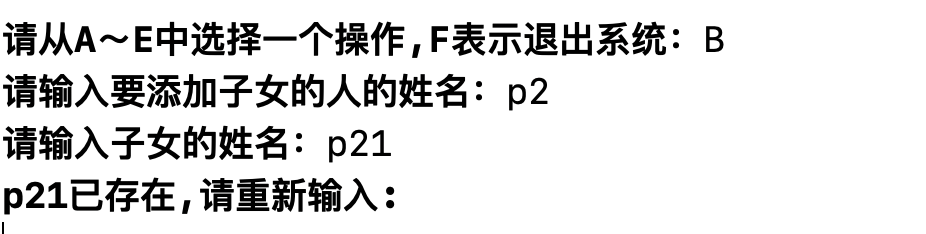 请从A～E中选择一个操作,F表示退出系统：B
请输入要添加子女的人的姓名：p2
请输入子女的姓名：p21
p21已存在,请重新输入: